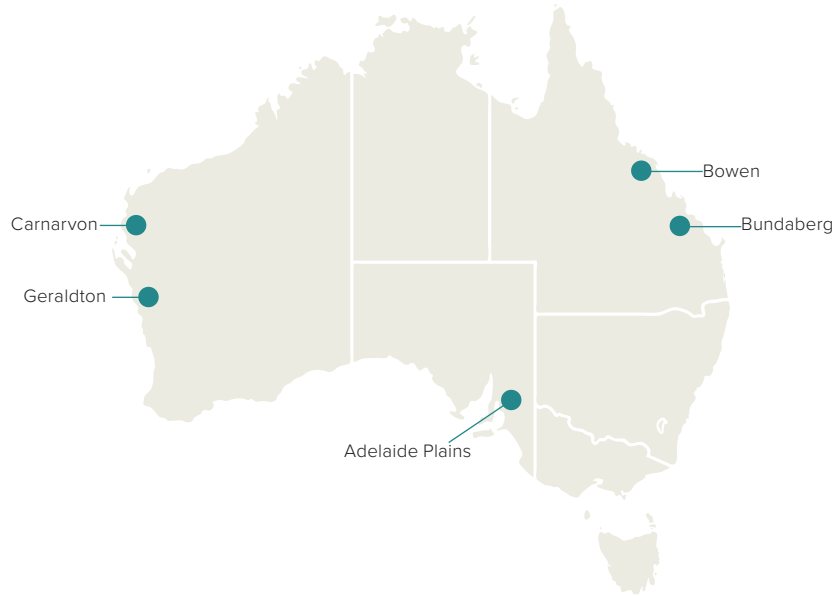 Bowen
Carnarvon
Bundaberg
Geraldton
Adelaide Plains